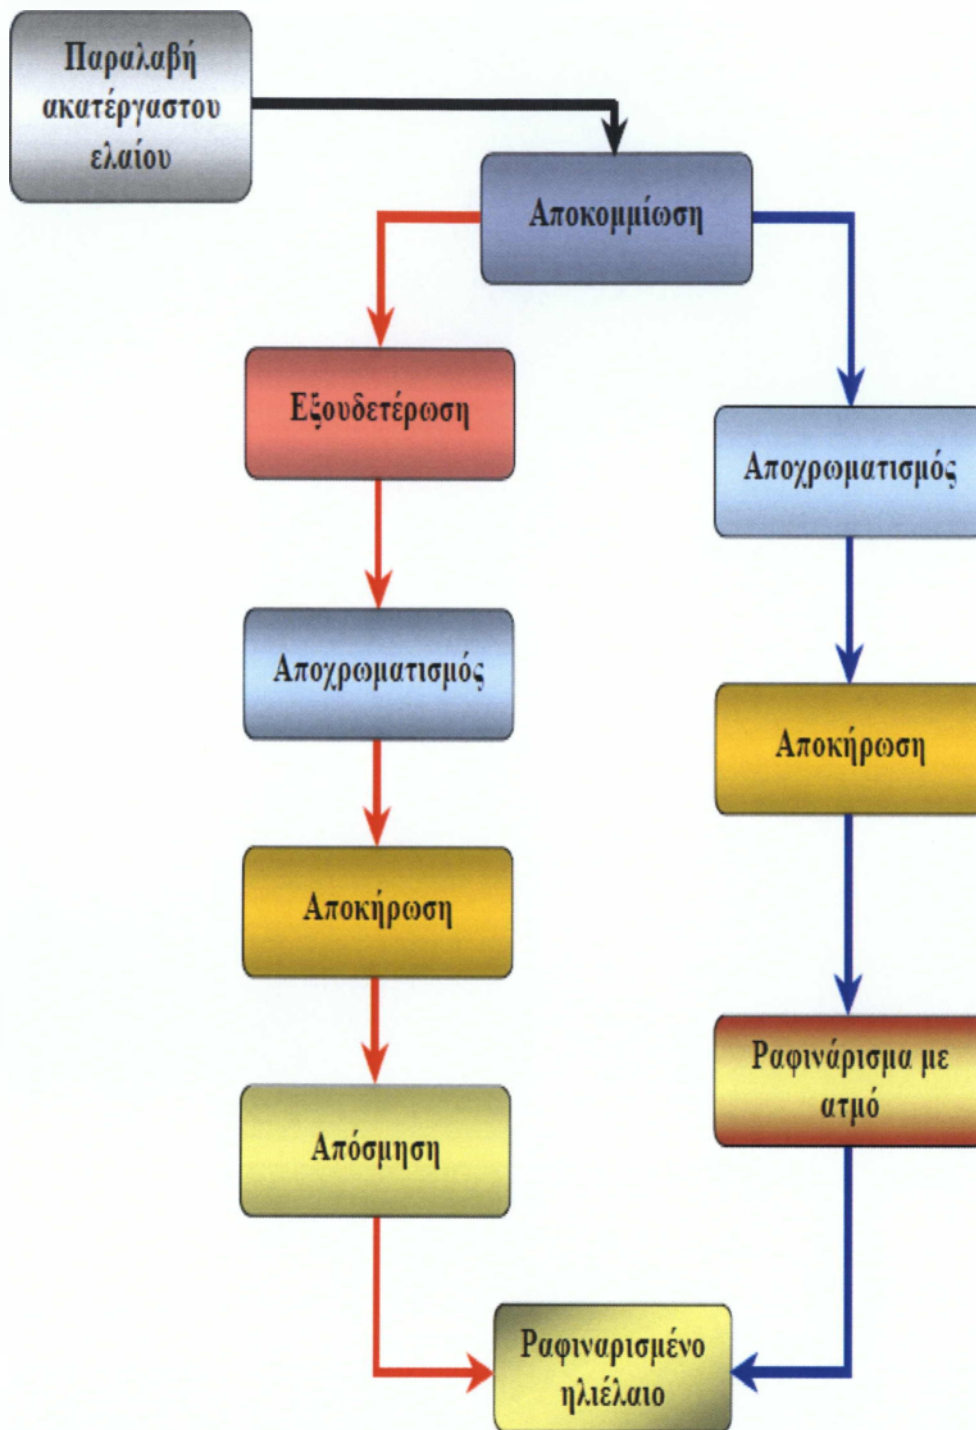 Παραλαβή
ακατέργαστου
ελαίου
Αποκομμίωση
Εξουδετέρωση
Αποχρωματισμός
Αποκήρωση
Απόσμηση
Αποχρωματισμός
Αποκήρωση
Ραφινάρισμα με
ατμό
Ραφιναρισμένο
ηλιέλαιο